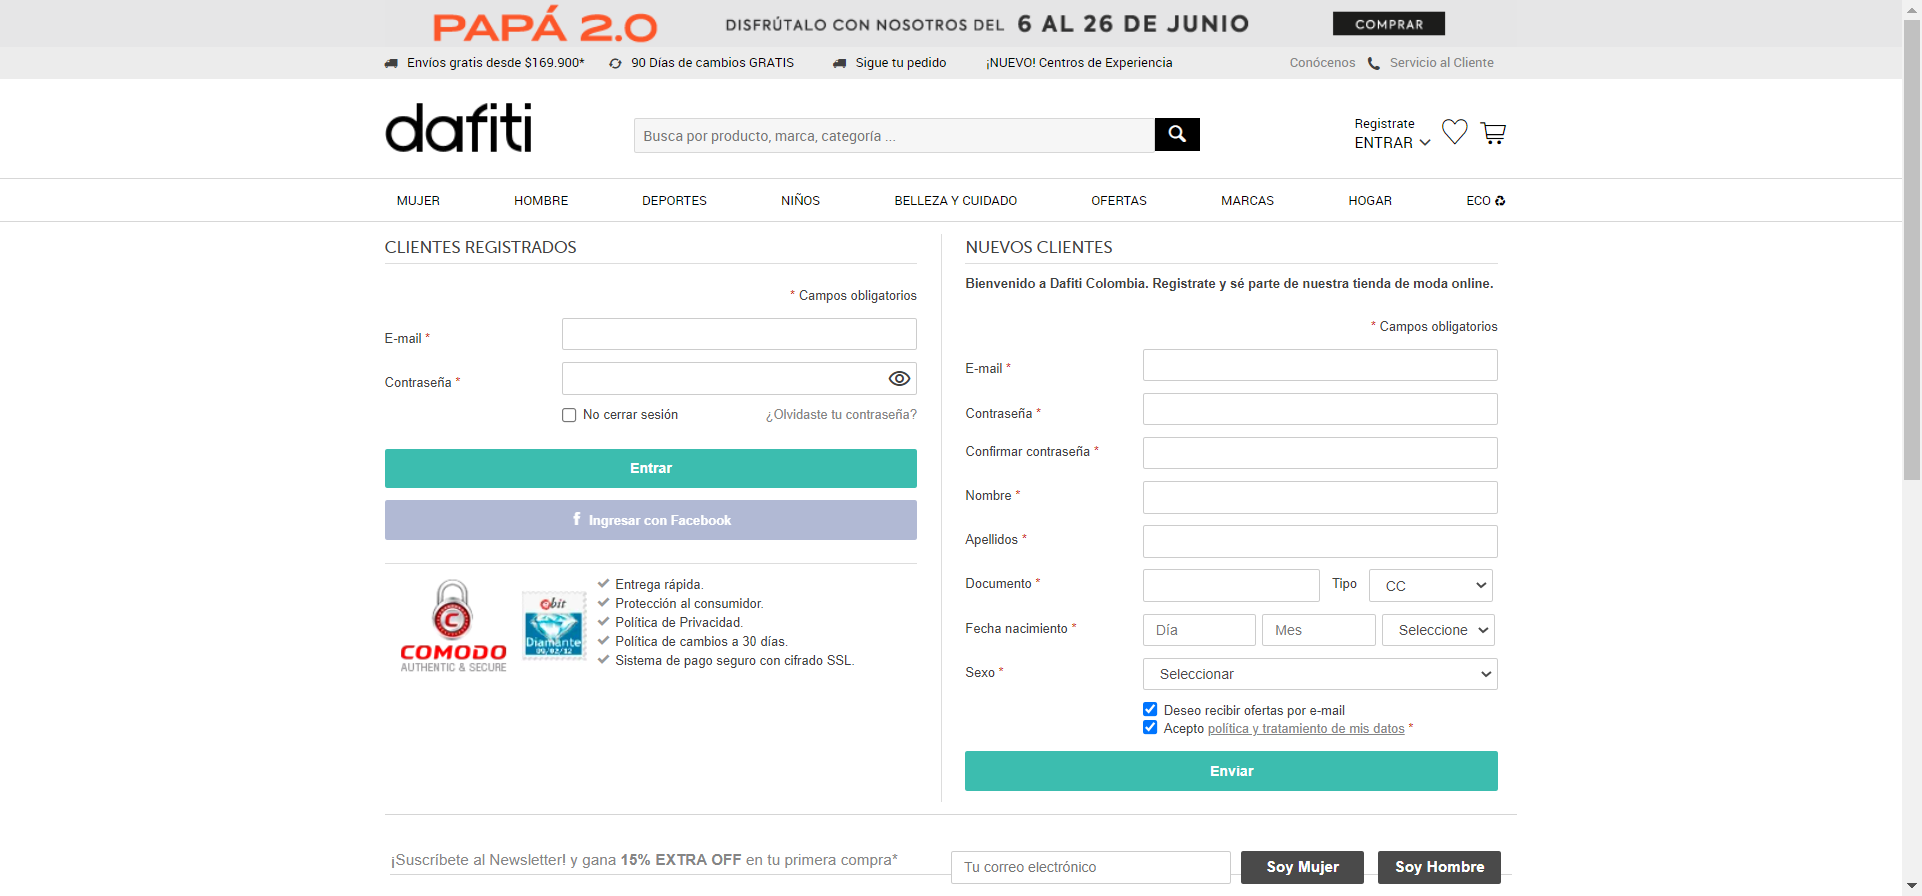 PAPÁ 2.0 DISFRÚTALO CON NOSOTROS DEL 6 AL 26 DE JUNIO COMPRAR
Envíos gratis desde $169.900* 90 Días de cambios GRATIS Sigue tu pedido ¡NUEVO! Centros de Experiencia Conócenos Servicio al Cliente
dafiti
Busca por producto, marca, categoría ...
Registrate
ENTRAR
MUJER HOMBRE DEPORTES NIÑOS BELLEZA Y CUIDADO OFERTAS MARCAS HOGAR ECO
CLIENTES REGISTRADOS
* Campos obligatorios
E-mail *
Contraseña *
No cerrar sesión ¿Olvidaste tu contraseña?
Entrar
f Ingresar con Facebook
C
COMODO
AUTHENTIC & SECURE
ebit
Diamante
09/02/12
Entrega rápida.
Protección al consumidor.
Política de Privacidad.
Política de cambios a 30 días.
Sistema de pago seguro con cifrado SSL.
NUEVOS CLIENTES
Bienvenido a Dafiti Colombia. Registrate y sé parte de nuestra tienda de moda online.
* Campos obligatorios
E-mail *
Contraseña *
Confirmar contraseña *
Nombre *
Apellidos *
Documento * Tipo CC
Fecha nacimiento * Día Mes Seleccione
Sexo * Seleccionar
Deseo recibir ofertas por e-mail
Acepto política y tratamiento de mis datos *
Enviar
¡Suscríbete al Newsletter! y gana 15% EXTRA OFF en tu primera compra* Tu correo electrónico Soy Mujer Soy Hombre